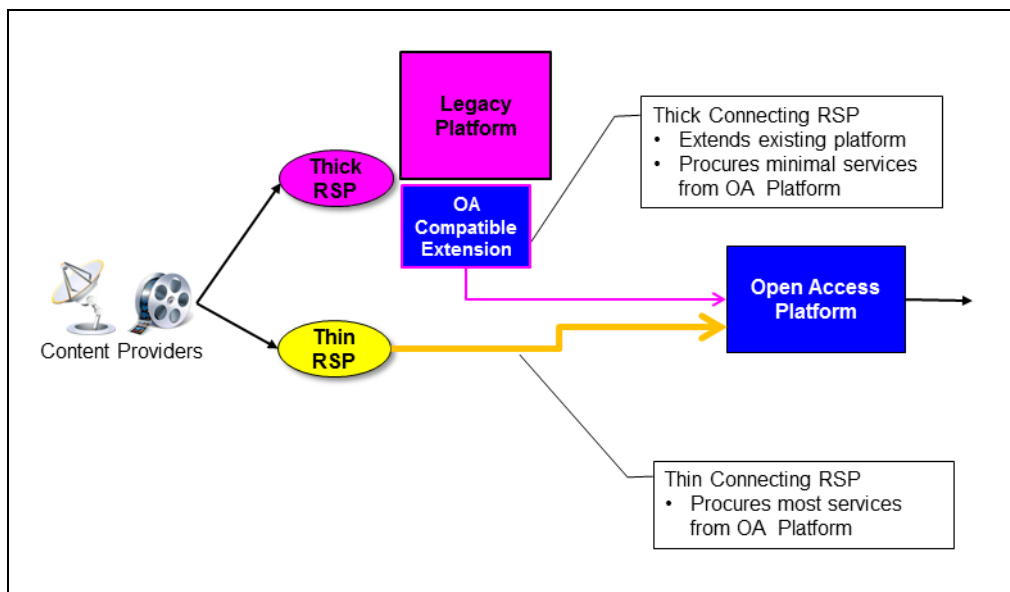 Legacy
Platform
Thick
RSP
OA
Compatible
Extension
Thick Connecting RSP
• Extends existing platform
• Procures minimal services
from OA Platform
Open Access
Platform
Content Providers
Thin
RSP
Thin Connecting RSP
• Procures most services
from OA Platform